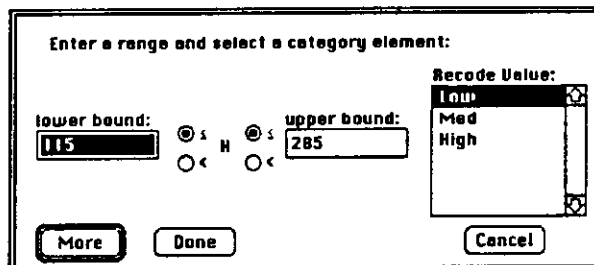 Enter a range and select a category element:
Recode Value:
Low
Med
High
lower bound:
115
≤ H ≤
< <
upper bound:
285
More
Done
Cancel